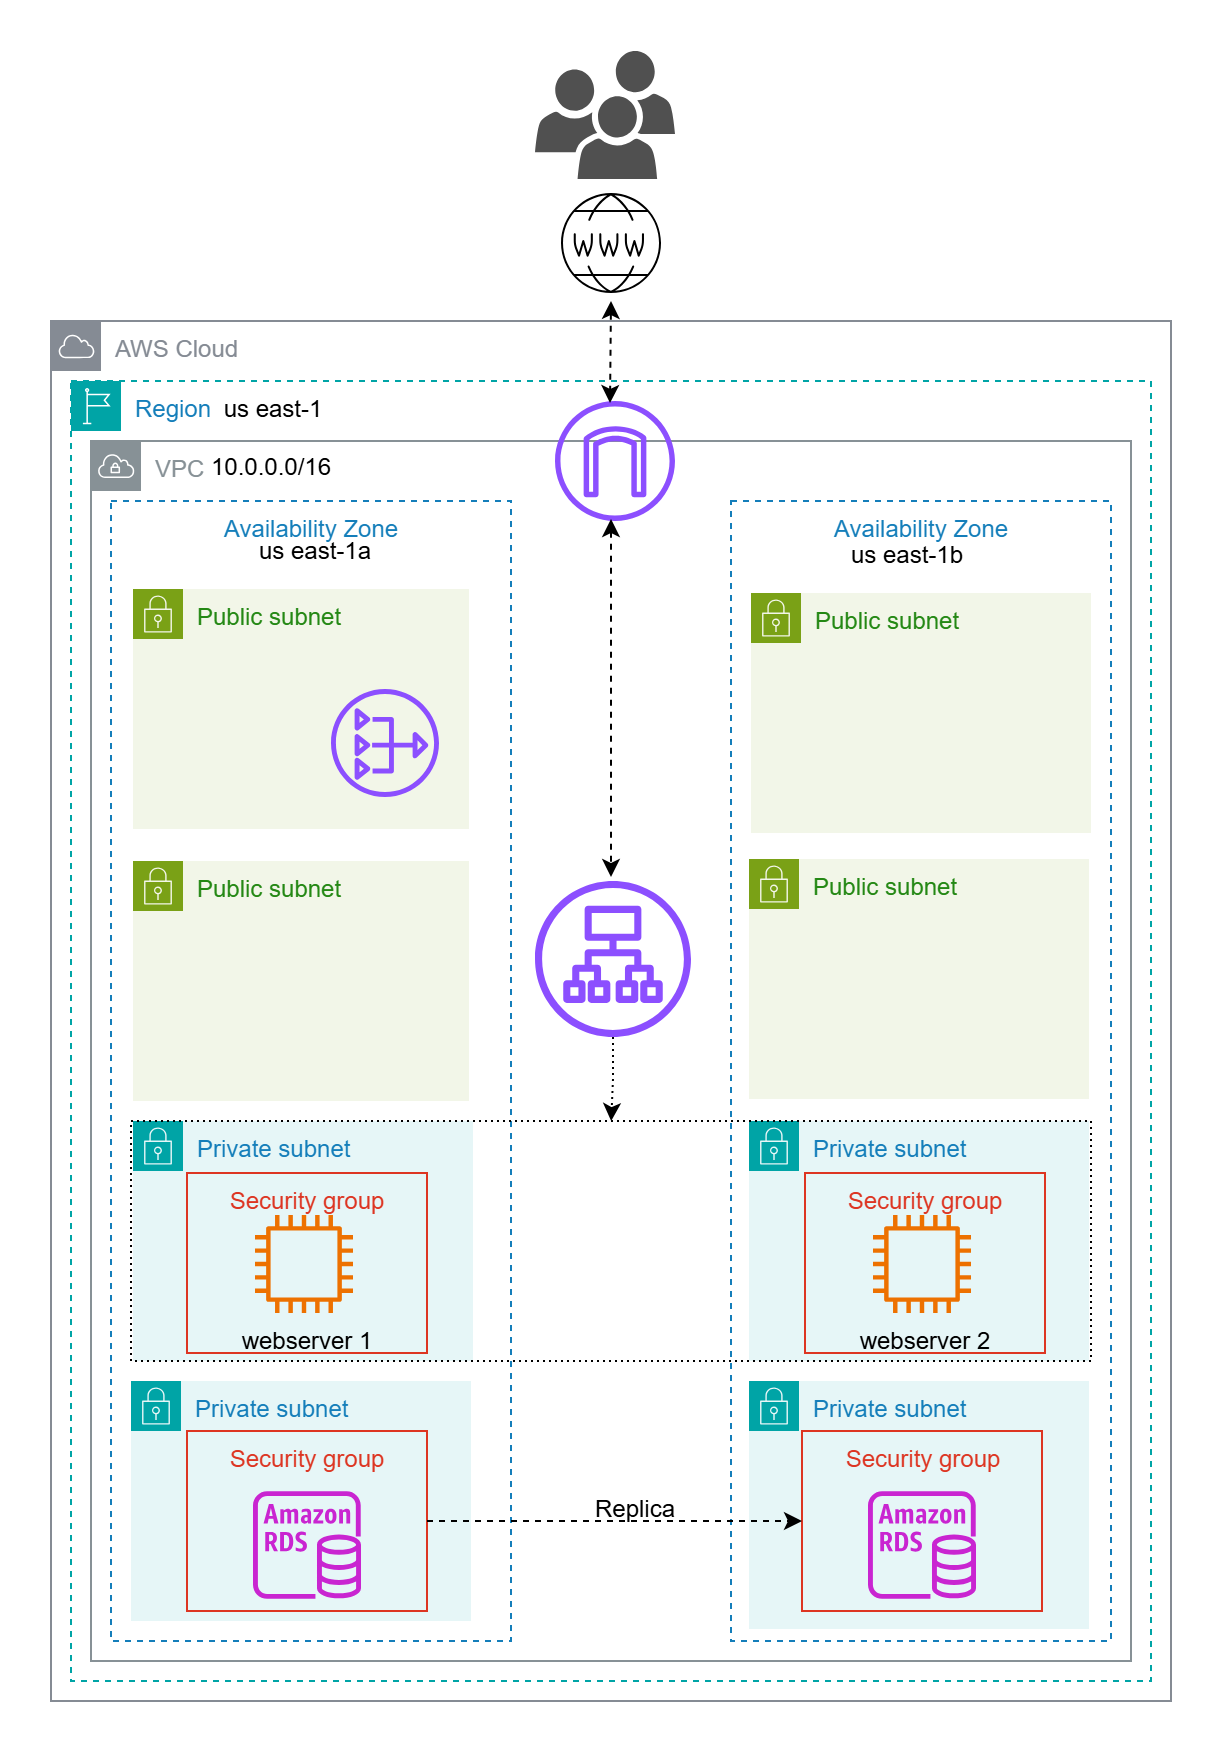 WWW
AWS Cloud
Region us east-1
VPC 10.0.0.0/16
Availability Zone
us east-1a
Availability Zone
us east-1b
Public subnet
Public subnet
Public subnet
Public subnet
Private subnet
Security group
webserver 1
Private subnet
Security group
webserver 2
Private subnet
Security group
Amazon
RDS
Replica
Private subnet
Security group
Amazon
RDS